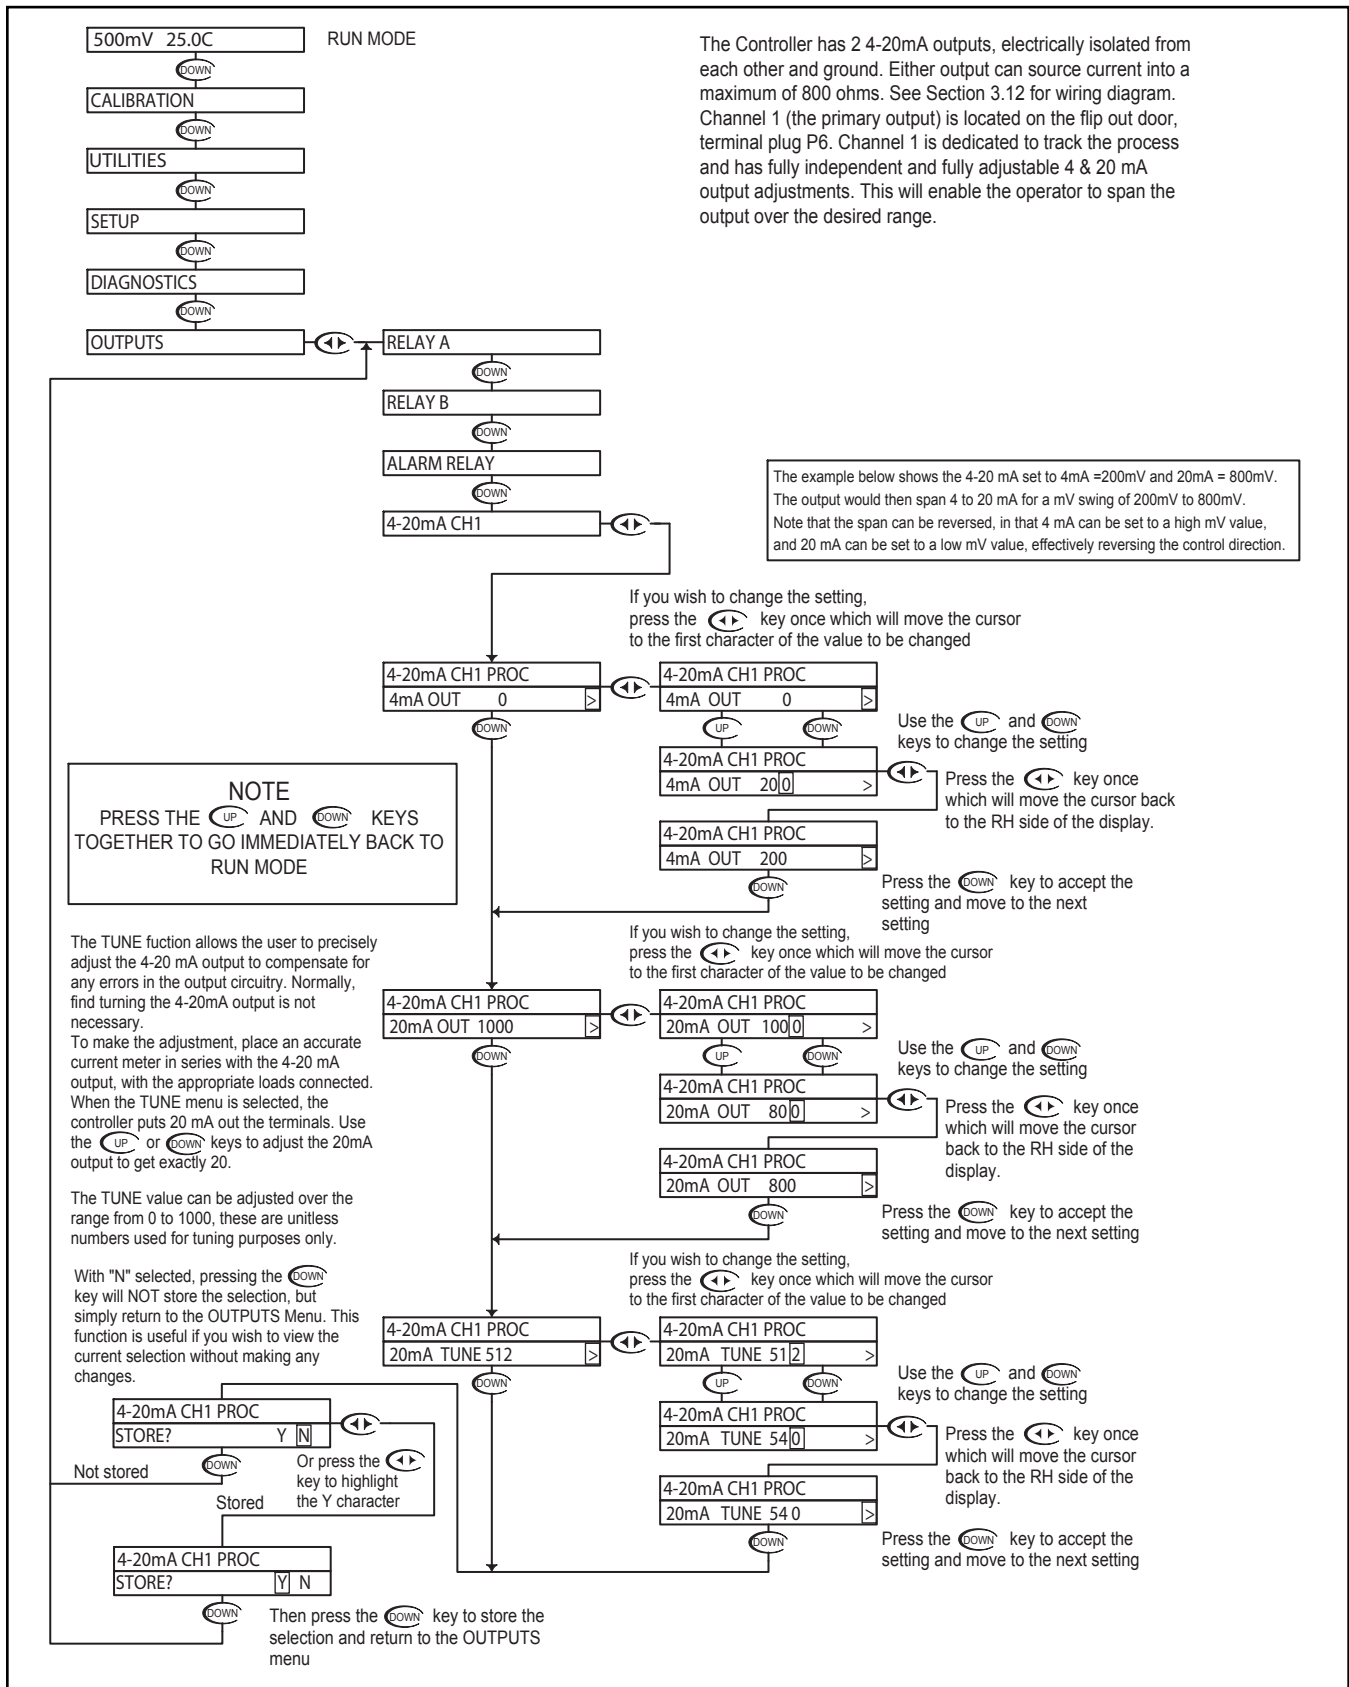 500mV 25.0C
RUN MODE
DOWN
CALIBRATION
DOWN
UTILITIES
DOWN
SETUP
DOWN
DIAGNOSTICS
DOWN
OUTPUTS
The Controller has 2 4-20mA outputs, electrically isolated from
each other and ground. Either output can source current into a
maximum of 800 ohms. See Section 3.12 for wiring diagram.
Channel 1 (the primary output) is located on the flip out door,
terminal plug P6. Channel 1 is dedicated to track the process
and has fully independent and fully adjustable 4 & 20 mA
output adjustments. This will enable the operator to span the
output over the desired range.
RELAY A
DOWN
RELAY B
DOWN
ALARM RELAY
DOWN
4-20mA CH1
The example below shows the 4-20 mA set to 4mA =200mV and 20mA = 800mV.
The output would then span 4 to 20 mA for a mV swing of 200mV to 800mV.
Note that the span can be reversed, in that 4 mA can be set to a high mV value,
and 20 mA can be set to a low mV value, effectively reversing the control direction.
If you wish to change the setting,
press the key once which will move the cursor
to the first character of the value to be changed
4-20mA CH1 PROC
4mA OUT 0 >
DOWN
4-20mA CH1 PROC
4mA OUT 0 >
UP DOWN
Use the UP and DOWN
keys to change the setting
4-20mA CH1 PROC
4mA OUT 200 >
Press the key once
which will move the cursor back
to the RH side of the display.
4-20mA CH1 PROC
4mA OUT 200 >
DOWN
Press the DOWN key to accept the
setting and move to the next
setting
NOTE
PRESS THE UP AND DOWN KEYS
TOGETHER TO GO IMMEDIATELY BACK TO
RUN MODE
If you wish to change the setting,
press the key once which will move the cursor
to the first character of the value to be changed
4-20mA CH1 PROC
20mA OUT 1000 >
DOWN
4-20mA CH1 PROC
20mA OUT 1000 >
UP DOWN
Use the UP and DOWN
keys to change the setting
4-20mA CH1 PROC
20mA OUT 800 >
Press the key once
which will move the cursor
back to the RH side of the
display.
4-20mA CH1 PROC
20mA OUT 800 >
DOWN
Press the DOWN key to accept the
setting and move to the next setting
The TUNE fuction allows the user to precisely
adjust the 4-20 mA output to compensate for
any errors in the output circuitry. Normally,
find turning the 4-20mA output is not
necessary.
To make the adjustment, place an accurate
current meter in series with the 4-20 mA
output, with the appropriate loads connected.
When the TUNE menu is selected, the
controller puts 20 mA out the terminals. Use
the UP or DOWN keys to adjust the 20mA
output to get exactly 20.
The TUNE value can be adjusted over the
range from 0 to 1000, these are unitless
numbers used for tuning purposes only.
With "N" selected, pressing the DOWN
key will NOT store the selection, but
simply return to the OUTPUTS Menu. This
function is useful if you wish to view the
current selection without making any
changes.
If you wish to change the setting,
press the key once which will move the cursor
to the first character of the value to be changed
4-20mA CH1 PROC
20mA TUNE 512 >
DOWN
4-20mA CH1 PROC
20mA TUNE 512 >
UP DOWN
Use the UP and DOWN
keys to change the setting
4-20mA CH1 PROC
20mA TUNE 540 >
Press the key once
which will move the cursor
back to the RH side of the
display.
4-20mA CH1 PROC
20mA TUNE 54 0 >
DOWN
Press the DOWN key to accept the
setting and move to the next setting
4-20mA CH1 PROC
STORE? Y N
Not stored
DOWN
Or press the
key to highlight
the Y character
Stored
4-20mA CH1 PROC
STORE? Y N
DOWN
Then press the DOWN key to store the
selection and return to the OUTPUTS
menu